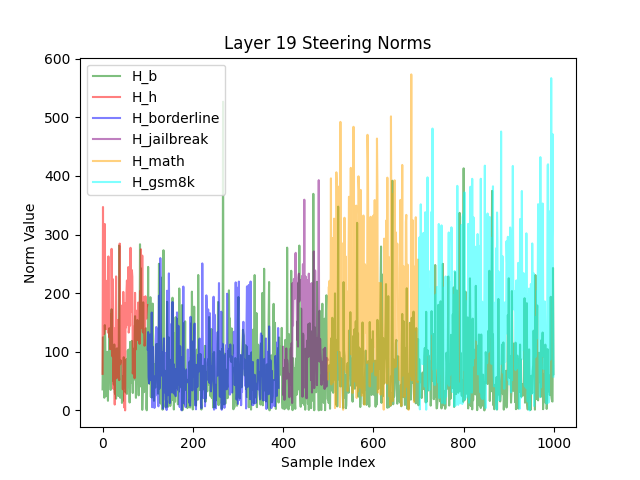 Layer 19 Steering Norms
600
500
400
300
200
100
0
Norm Value
H_b
H_h
H_borderline
H_jailbreak
H_math
H_gsm8k
0 200 400 600 800 1000
Sample Index